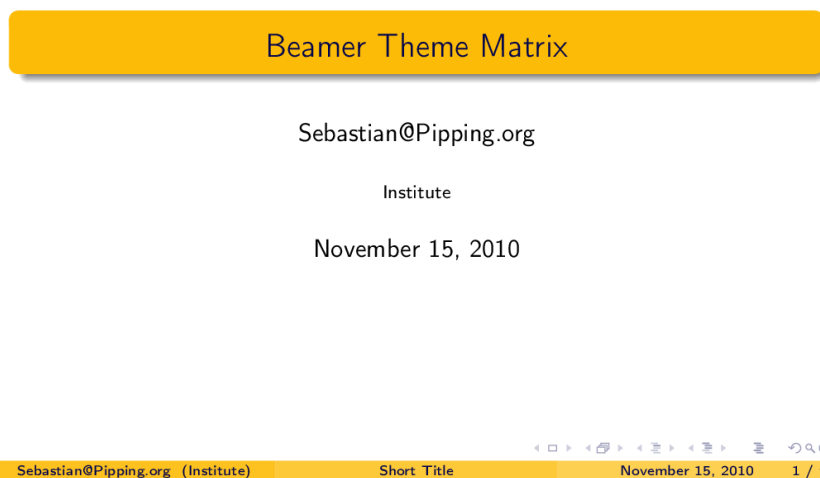 Beamer Theme Matrix
Sebastian@Pipping.org
Institute
November 15, 2010
Sebastian@Pipping.org (Institute) Short Title November 15, 2010 1 /